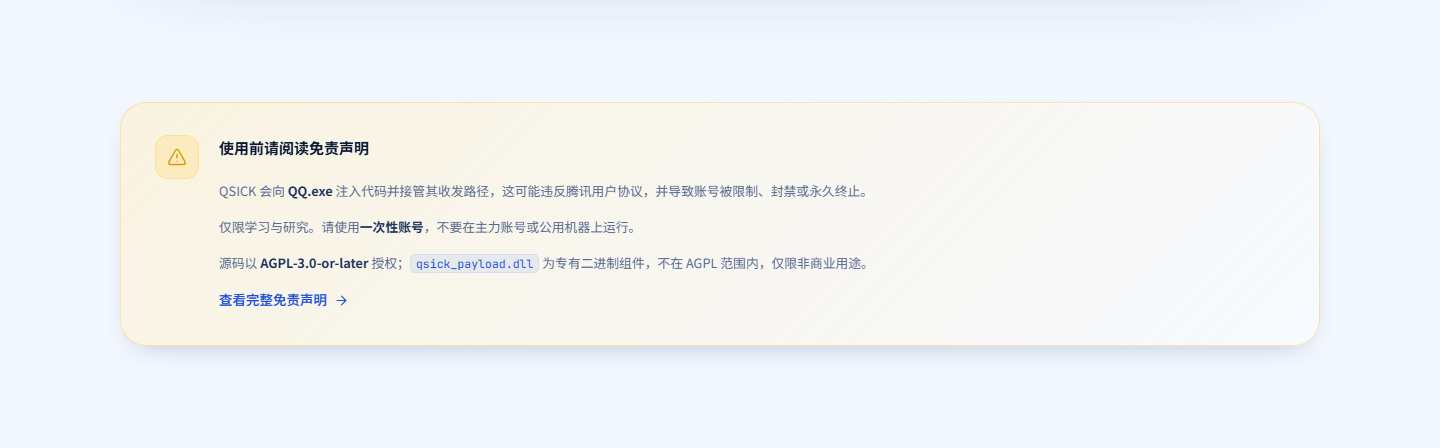 使用前请阅读免责声明
QSICK 会向 QQ.exe 注入代码并接管其收发路径，这可能违反腾讯用户协议，并导致账号被限制、封禁或永久终止。
仅限学习与研究。请使用一次性账号，不要在主力账号或公用机器上运行。
源码以 AGPL-3.0-or-later 授权； qsick_payload.dll 为专有二进制组件，不在 AGPL 范围内，仅限非商业用途。
查看完整免责声明 →